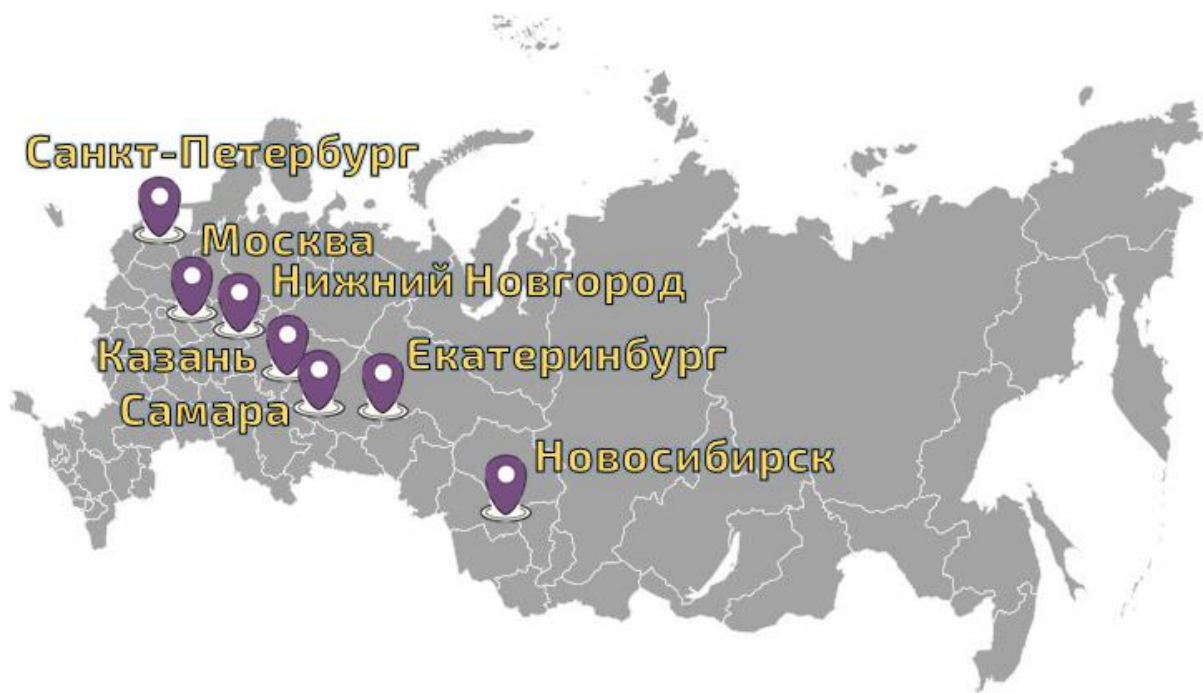 Санкт-Петербург
Москва
Нижний Новгород
Казань
Екатеринбург
Самара
Новосибирск